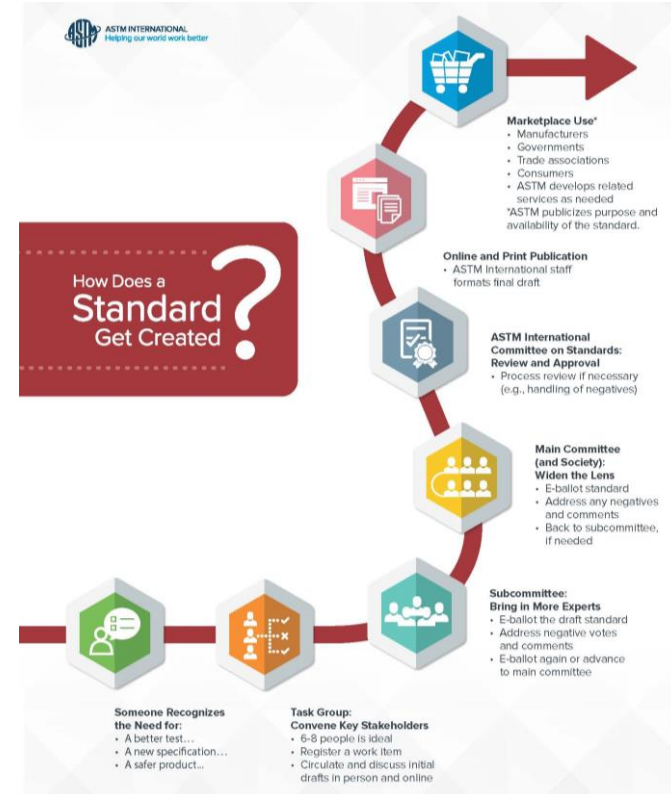 ASTM INTERNATIONAL
Helping our world work better
How Does a
Standard
Get Created
?
Marketplace Use*
• Manufacturers
• Governments
• Trade associations
• Consumers
• ASTM develops related
services as needed
*ASTM publicizes purpose and
availability of the standard.
Online and Print Publication
• ASTM International staff
formats final draft
ASTM International
Committee on Standards:
Review and Approval
• Process review if necessary
(e.g., handling of negatives)
Main Committee
(and Society):
Widen the Lens
• E-ballot standard
• Address any negatives
and comments
• Back to subcommittee,
if needed
Subcommittee:
Bring in More Experts
• E-ballot the draft standard
• Address negative votes
and comments
• E-ballot again or advance
to main committee
Someone Recognizes
the Need for:
• A better test…
• A new specification…
• A safer product...
Task Group:
Convene Key Stakeholders
• 6-8 people is ideal
• Register a work item
• Circulate and discuss initial
drafts in person and online